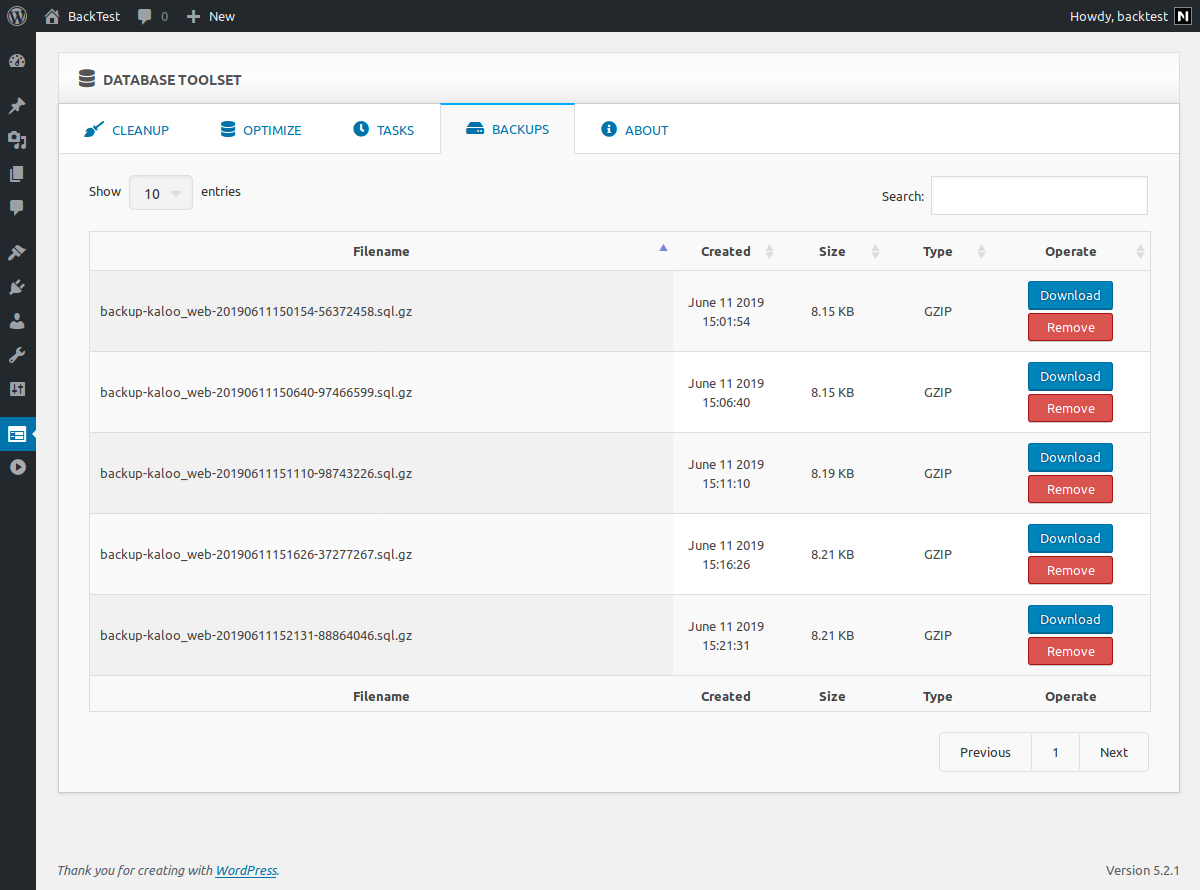 BackTest 0 New Howdy, backtest N
DATABASE TOOLSET
CLEANUP OPTIMIZE TASKS BACKUPS ABOUT
Show 10 entries Search:
Filename Created Size Type Operate
backup-kaloo_web-20190611150154-56372458.sql.gz June 11 2019 15:01:54 8.15 KB GZIP Download Remove
backup-kaloo_web-20190611150640-97466599.sql.gz June 11 2019 15:06:40 8.15 KB GZIP Download Remove
backup-kaloo_web-20190611151110-98743226.sql.gz June 11 2019 15:11:10 8.19 KB GZIP Download Remove
backup-kaloo_web-20190611151626-37277267.sql.gz June 11 2019 15:16:26 8.21 KB GZIP Download Remove
backup-kaloo_web-20190611152131-88864046.sql.gz June 11 2019 15:21:31 8.21 KB GZIP Download Remove
Filename Created Size Type Operate
Previous 1 Next
Thank you for creating with WordPress. Version 5.2.1